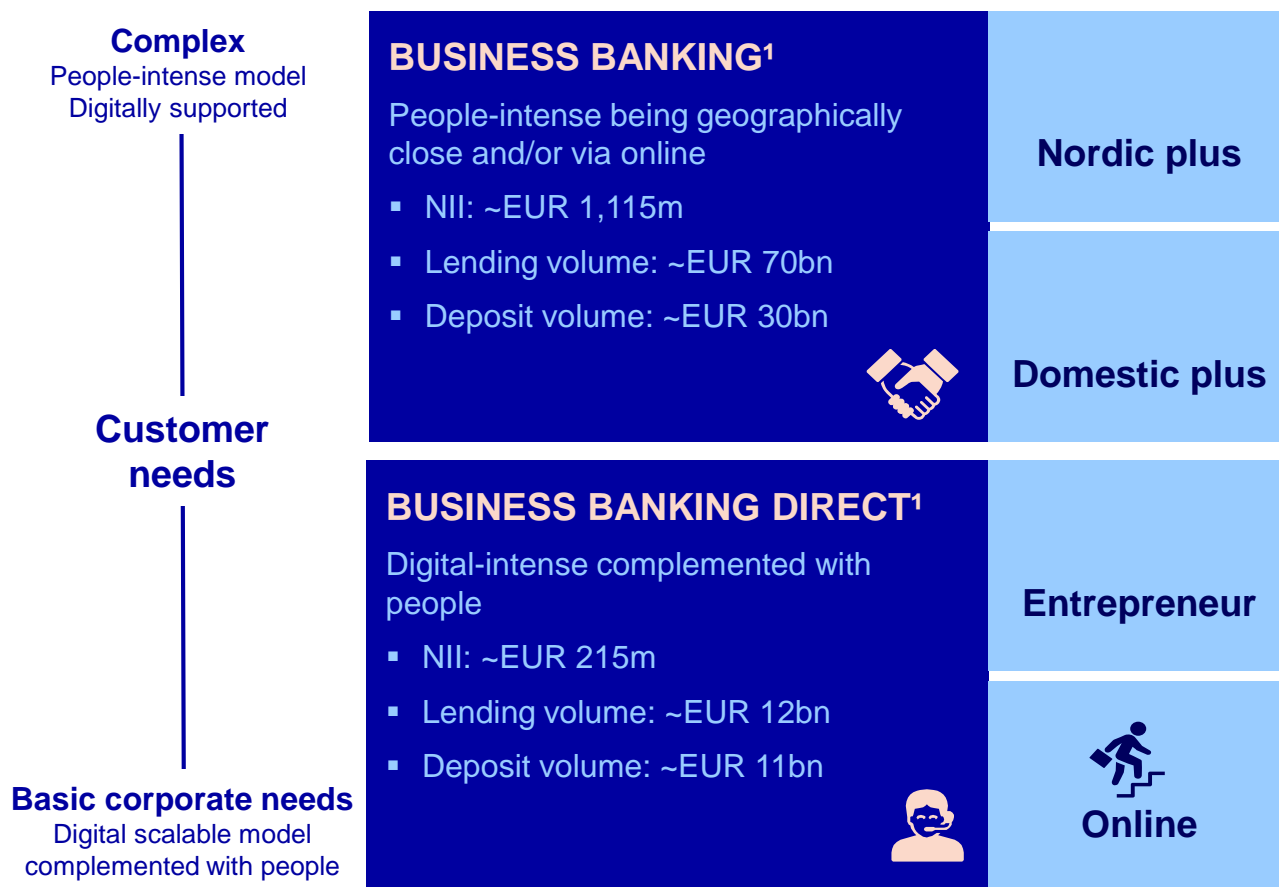 Complex
People-intense model
Digitally supported
Customer
needs
Basic corporate needs
Digital scalable model
complemented with people
BUSINESS BANKING¹
People-intense being geographically
close and/or via online
▪ NII: ~EUR 1,115m
▪ Lending volume: ~EUR 70bn
▪ Deposit volume: ~EUR 30bn
Nordic plus
Domestic plus
BUSINESS BANKING DIRECT¹
Digital-intense complemented with
people
▪ NII: ~EUR 215m
▪ Lending volume: ~EUR 12bn
▪ Deposit volume: ~EUR 11bn
Entrepreneur
Online